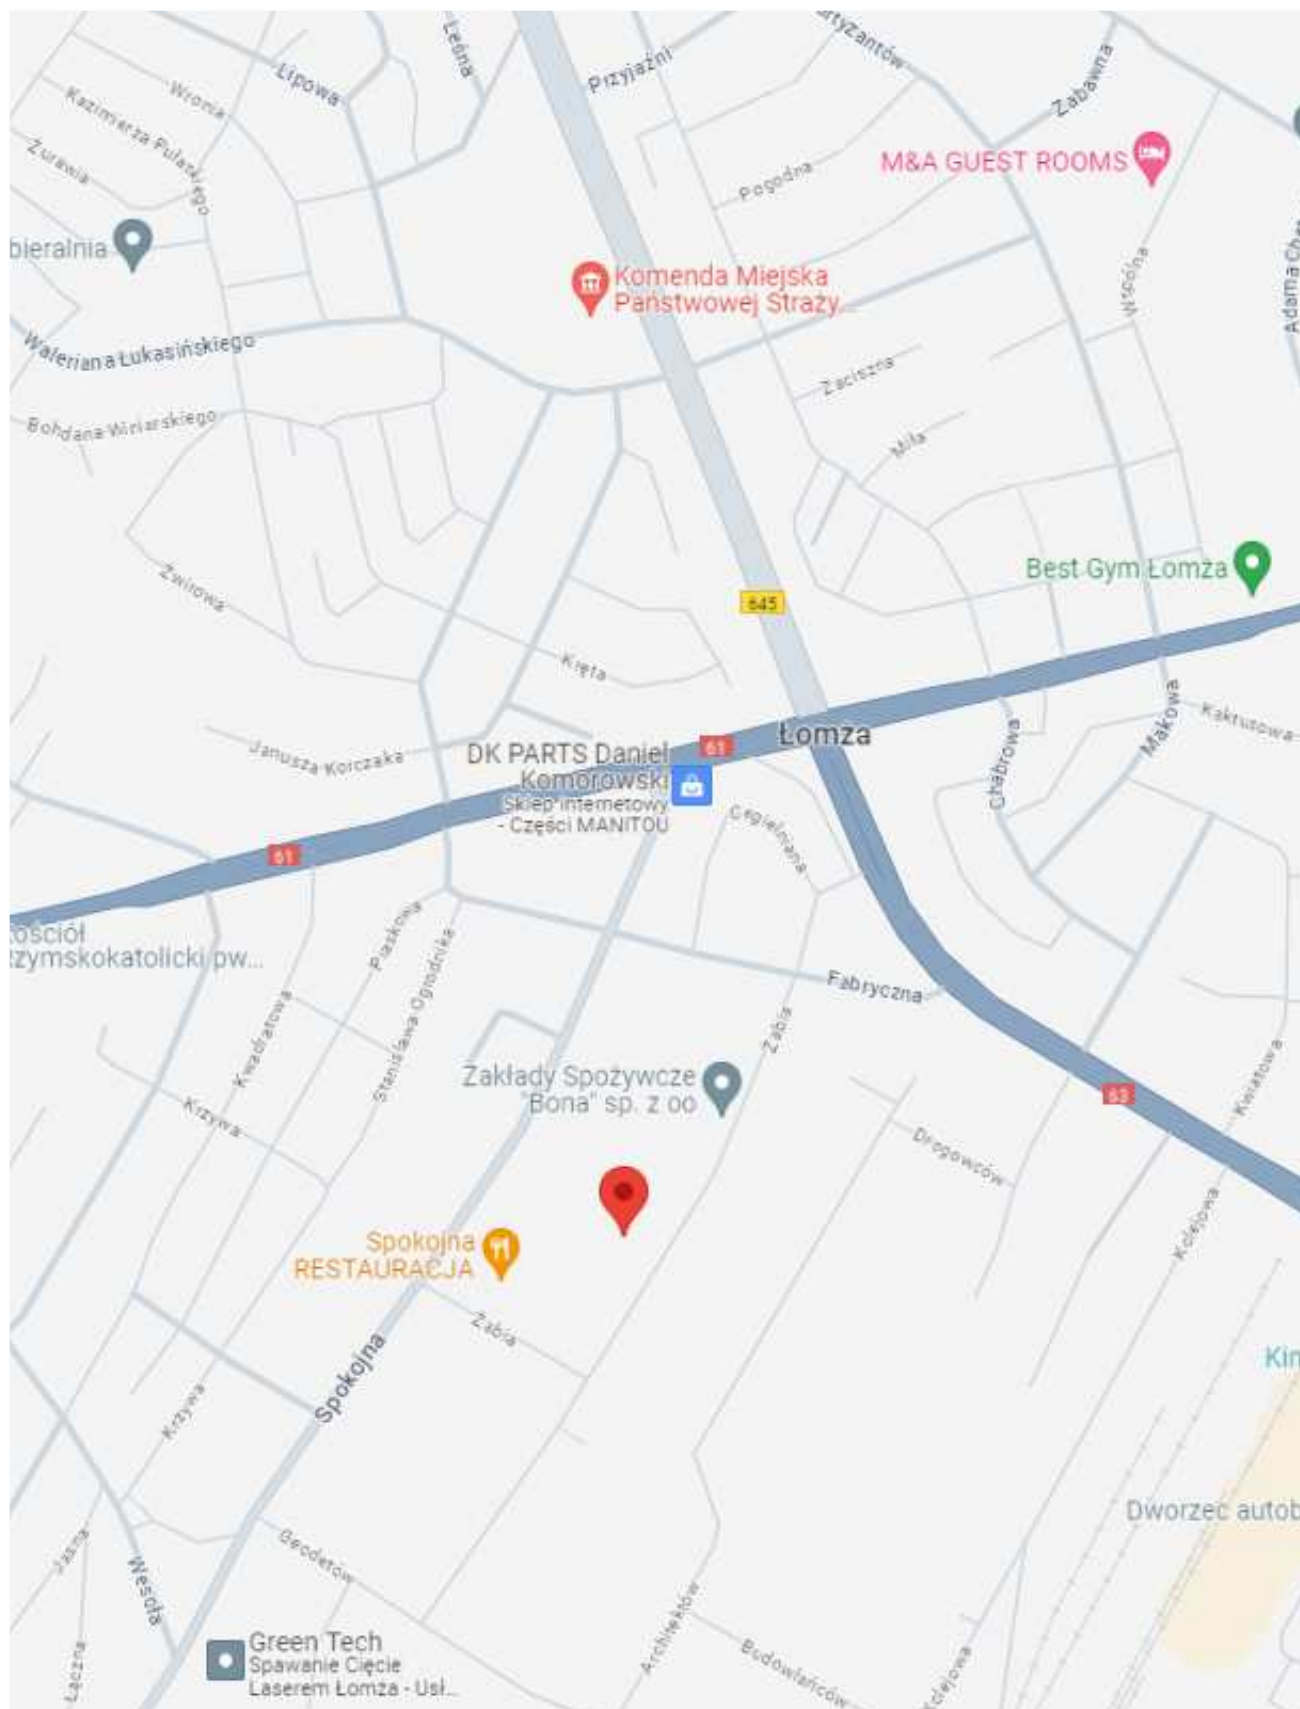 Leśna
Przyjaźni
Lipowa
Zabawna
Wronia
Kazimierza Pułaskiego
Żurawia
M&A GUEST ROOMS
Pogodna
bieralnia
Wspólna
Komenda Miejska
Państwowej Straży...
Waleriana Łukasińskiego
Zaciszna
Bohdana Winiarskiego
Miła
Best Gym Łomża
Żwirowa
645
Kręta
Makowa
Kaktusowa
Chabrowa
Łomża
61
Janusza Korczaka
DK PARTS Daniel
Komorowski
Sklep internetowy
- Części MANITOU
Cegielniana
61
ościół
rzymskokatolicki pw...
Piaskowa
Stanisława Ogrodnika
Fabryczna
Kwadratowa
Żabia
Zakłady Spożywcze
"Bona" sp. z oo
63
Kwiatowa
Krzywa
Drogowców
Kolejowa
Spokojna
RESTAURACJA
Żabia
Spokojna
Kin
Krzywa
Dworzec autob
Jasna
Geodetów
Wesoła
Architektów
Green Tech
Spawanie Cięcie
Laserem Łomża - Usł...
Łączna
Budowlańców
Kolejowa